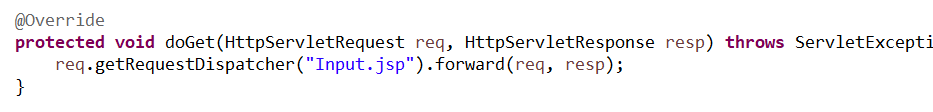 @Override
protected void doGet(HttpServletRequest req, HttpServletResponse resp) throws ServletExcepti
req.getRequestDispatcher("Input.jsp").forward(req, resp);
}